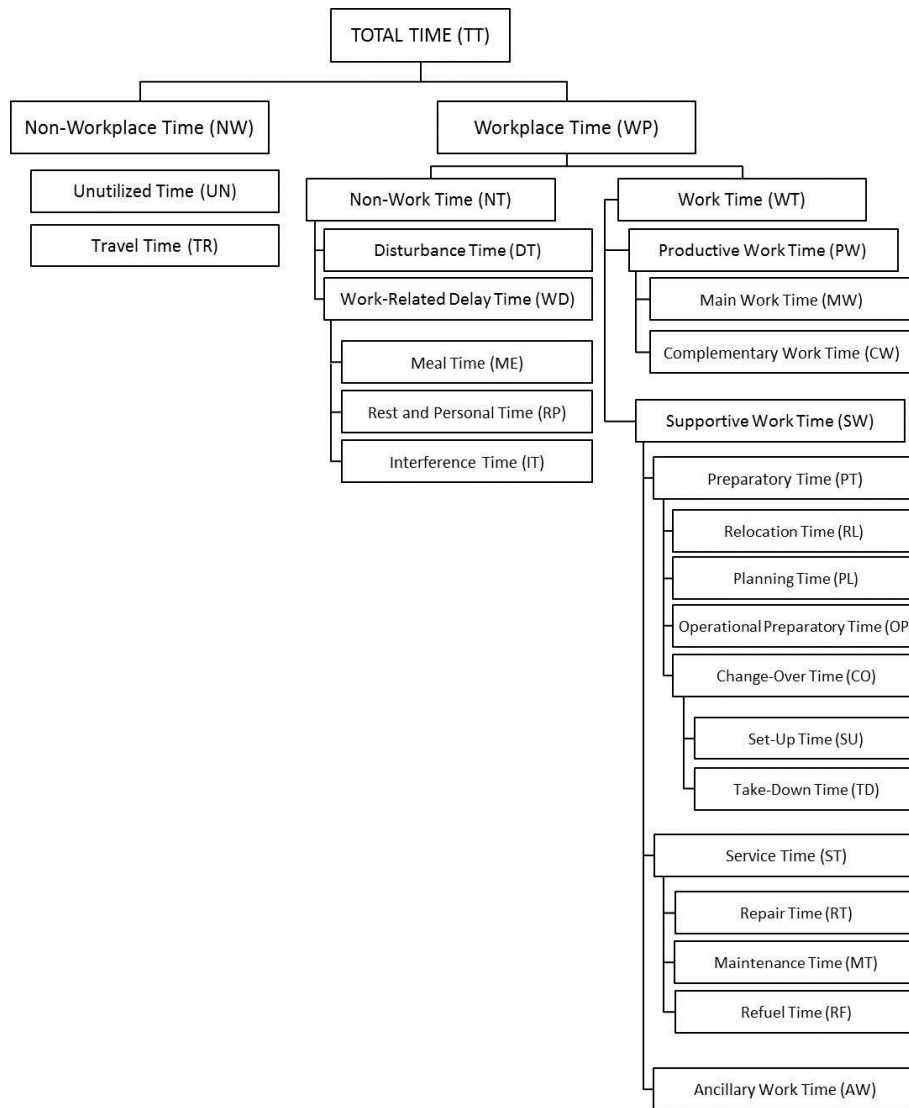 TOTAL TIME (TT)
Non-Workplace Time (NW)
Workplace Time (WP)
Unutilized Time (UN)
Travel Time (TR)
Non-Work Time (NT)
Disturbance Time (DT)
Work-Related Delay Time (WD)
Meal Time (ME)
Rest and Personal Time (RP)
Interference Time (IT)
Work Time (WT)
Productive Work Time (PW)
Main Work Time (MW)
Complementary Work Time (CW)
Supportive Work Time (SW)
Preparatory Time (PT)
Relocation Time (RL)
Planning Time (PL)
Operational Preparatory Time (OP
Change-Over Time (CO)
Set-Up Time (SU)
Take-Down Time (TD)
Service Time (ST)
Repair Time (RT)
Maintenance Time (MT)
Refuel Time (RF)
Ancillary Work Time (AW)